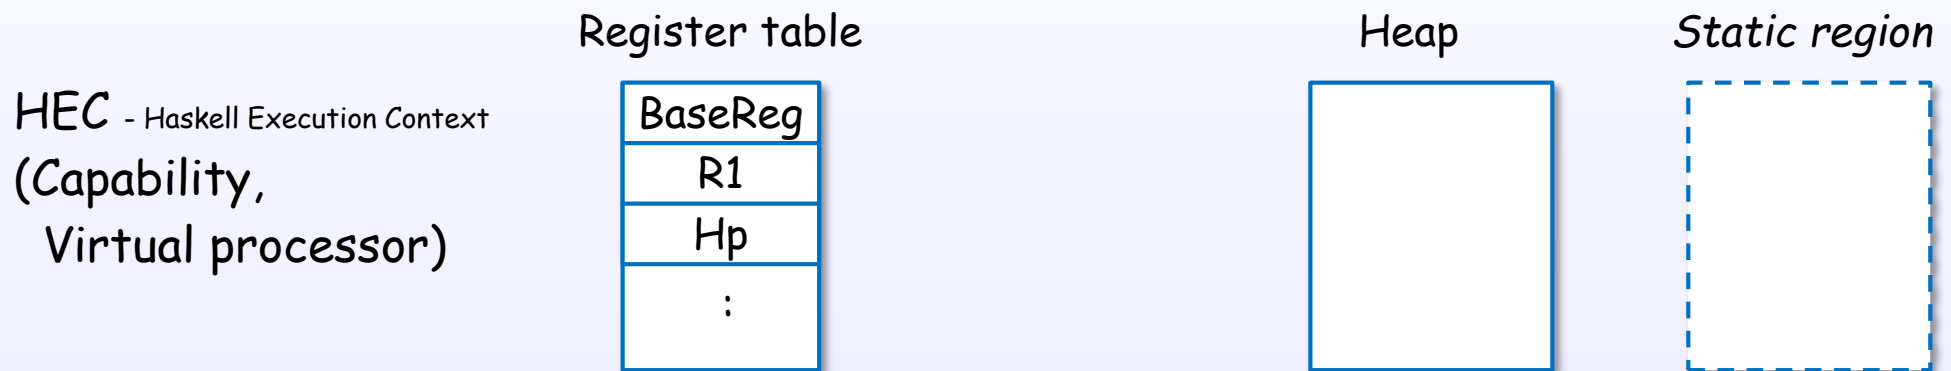 Register table
Heap
Static region
HEC - Haskell Execution Context
(Capability,
Virtual processor)
BaseReg
R1
Hp
: